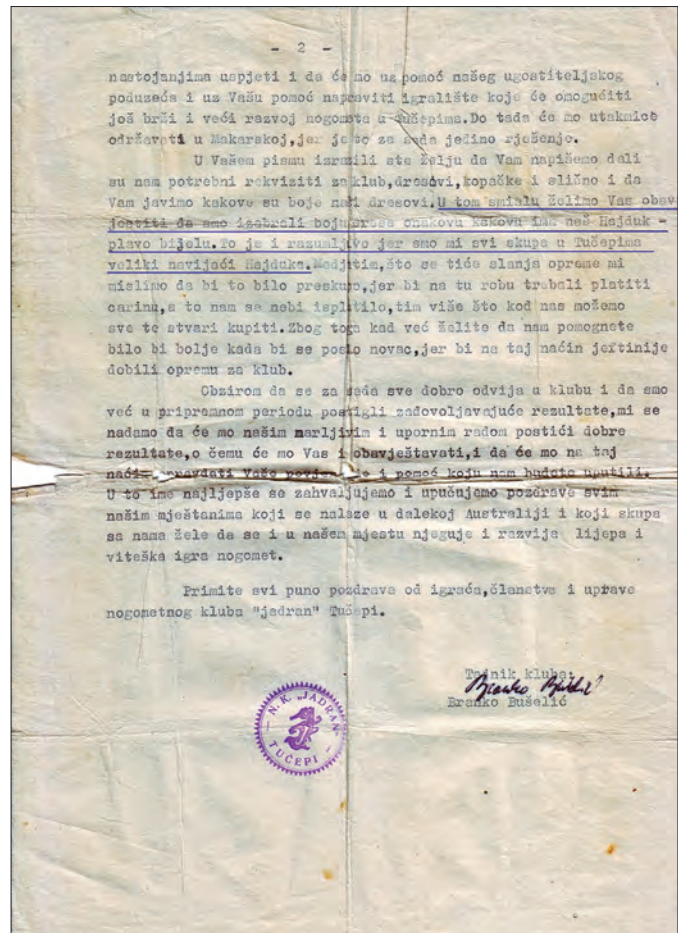 - 2 -
nastojanjima uspjeti i da će mo uz pomoć našeg ugostiteljskog
poduzeća i uz Vašu pomoć napraviti igralište koje će omogućiti
još brži i veći razvoj nogometa u Tučepima.Do tada će mo utakmice
održavati u Makarskoj,jer je to za sada jedino rješenje.
U Vašem pismu izrazili ste želju da Vam napišemo dali
su nam potrebni rekviziti za klub,dresovi,kopačke i slično i da
Vam javimo kakove su boje naši dresovi.U tom smislu želimo Vas obav
jestiti da smo izabrali boju dresa onakovu kakovu ima naš Hajduk -
plavo bijelu.To je i razumljivo jer smo mi svi skupa u Tučepima
veliki navijači Hajduka.Medjitim,što se tiče slanja opreme mi
mislimo da bi to bilo preskupo,jer bi na tu robu trebali platiti
carinu,a to nam se nebi isplatilo,tim više što kod nas možemo
sve te stvari kupiti.Zbog toga kad već želite da nam pomognete
bilo bi bolje kada bi se poslo novac,jer bi na taj način jeftinije
dobili opremu za klub.
Obzirom da se za sada sve dobro odvija u klubu i da smo
već u pripremnom periodu postigli zadovoljavajuće rezultate,mi se
nadamo da će mo našim marljivim i upornim radom postići dobre
rezultate,o čemu će mo Vas i obavještavati,i da će mo na taj
Vaše i pomoć koju nam budete uputili.
U to ime najljepše se zahvaljujemo i upućujemo pozdrave svim
našim mještanima koji se nalaze u dalekoj Australiji i koji skupa
sa nama žele da se i u našem mjestu njeguje i razvija lijepa i
viteška igra nogomet.
Primite svi puno pozdrava od igrača,članstva i uprave
nogometnog kluba "jadran" Tučepi.
Tajnik kluba:
Branko Bušelić
N. K. „JADRAN"
- TUČEPI -